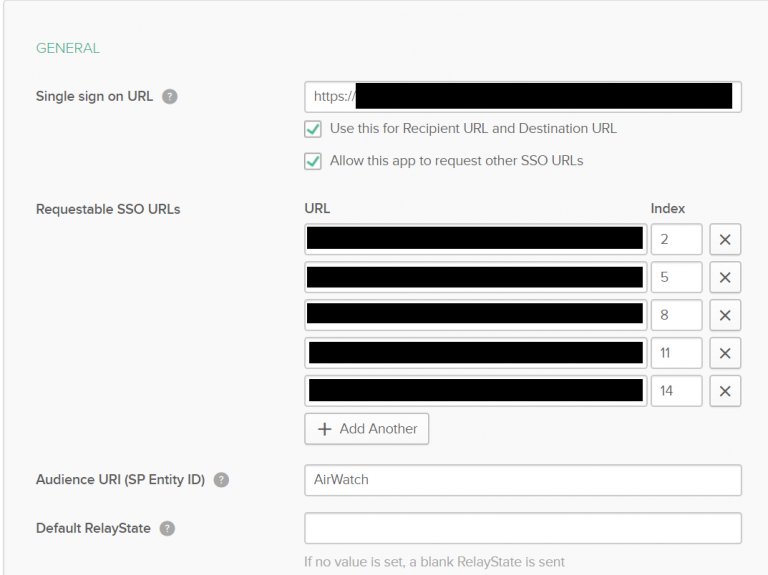 GENERAL
Single sign on URL ?
https://
Use this for Recipient URL and Destination URL
Allow this app to request other SSO URLs
Requestable SSO URLs URL Index
2
5
8
11
14
Add Another
Audience URI (SP Entity ID) ? AirWatch
Default RelayState ?
If no value is set, a blank RelayState is sent